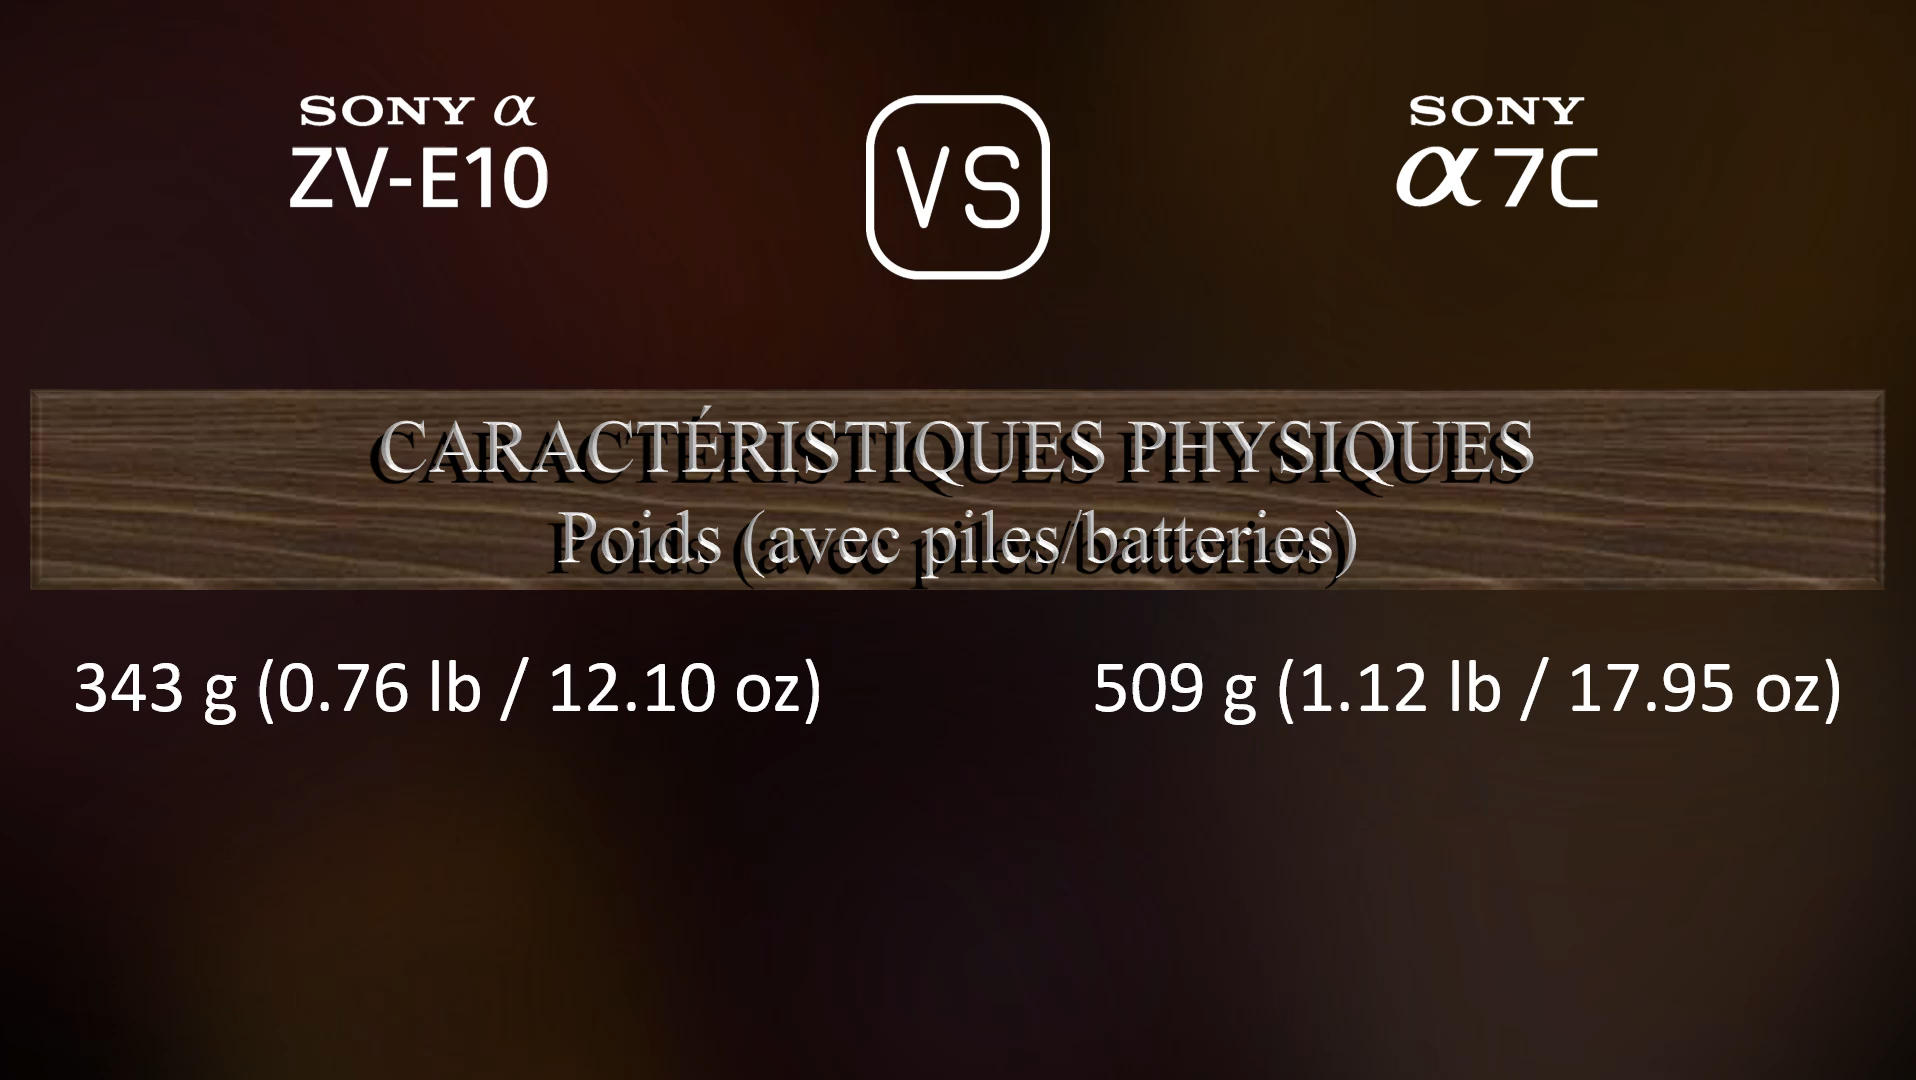 SONY α
ZV-E10
VS
SONY
α7C
CARACTÉRISTIQUES PHYSIQUES
Poids (avec piles/batteries)
343 g (0.76 lb / 12.10 oz)
509 g (1.12 lb / 17.95 oz)